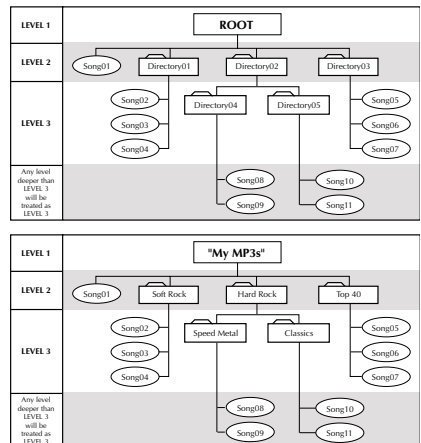 LEVEL 1
ROOT
LEVEL 2
Song01
Directory01
Directory02
Directory03
LEVEL 3
Song02
Song03
Song04
Directory04
Directory05
Song05
Song06
Song07
Any level
deeper than
LEVEL 3
will be
treated as
LEVEL 3
Song08
Song09
Song10
Song11
LEVEL 1
"My MP3s"
LEVEL 2
Song01
Soft Rock
Hard Rock
Top 40
LEVEL 3
Song02
Song03
Song04
Speed Metal
Classics
Song05
Song06
Song07
Any level
deeper than
LEVEL 3
will be
treated as
LEVEL 3
Song08
Song09
Song10
Song11